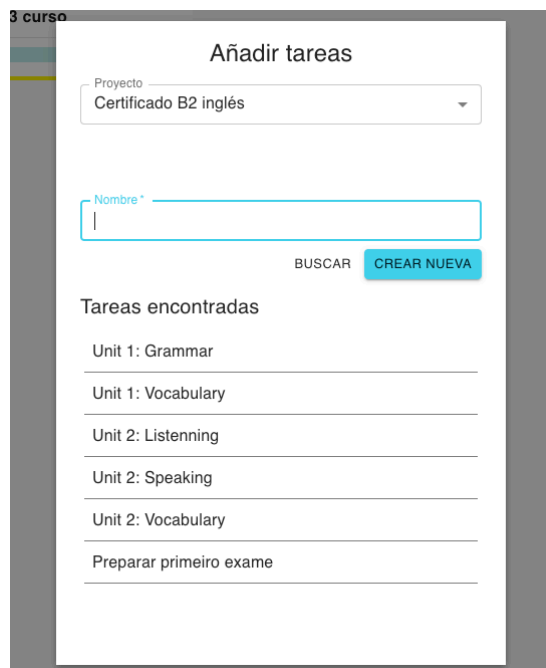 3 curso
Añadir tareas
Proyecto
Certificado B2 inglés
Nombre *
BUSCAR CREAR NUEVA
Tareas encontradas
Unit 1: Grammar
Unit 1: Vocabulary
Unit 2: Listenning
Unit 2: Speaking
Unit 2: Vocabulary
Preparar primeiro exame